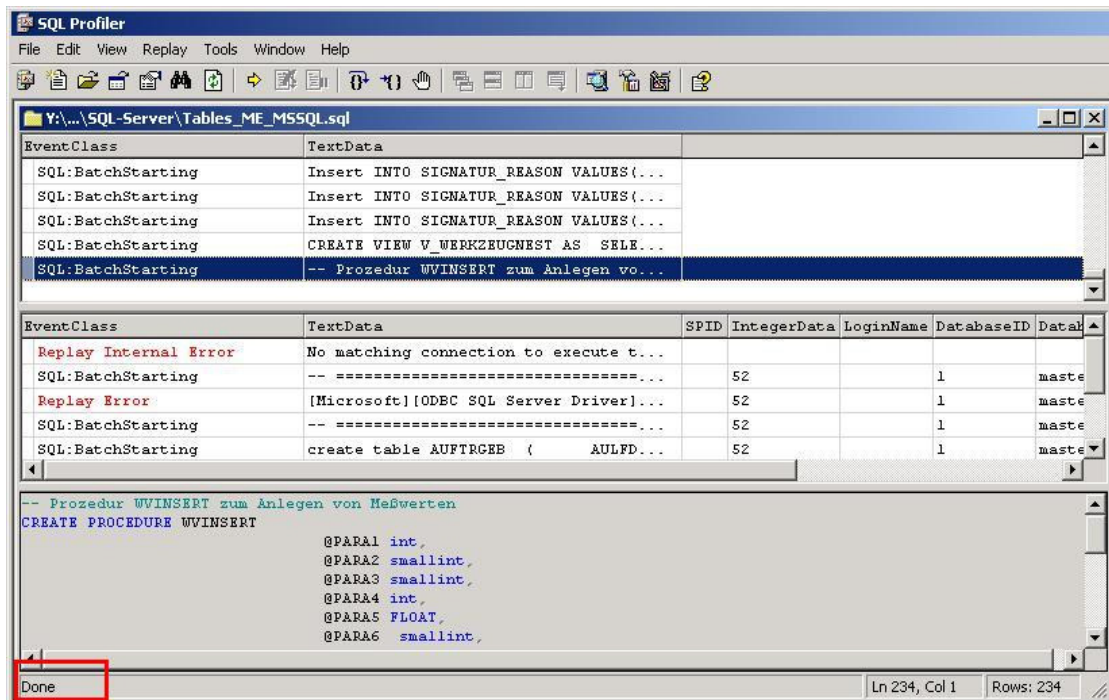 SQL Profiler
File Edit View Replay Tools Window Help
Y:\...\SQL-Server\Tables_ME_MSSQL.sql
EventClass TextData
SQL:BatchStarting Insert INTO SIGNATUR_REASON VALUES(...
SQL:BatchStarting Insert INTO SIGNATUR_REASON VALUES(...
SQL:BatchStarting Insert INTO SIGNATUR_REASON VALUES(...
SQL:BatchStarting CREATE VIEW V_WERKZEUGNEST AS SELE...
SQL:BatchStarting -- Prozedur WVINSERT zum Anlegen vo...
EventClass TextData SPID IntegerData LoginName DatabaseID Datab
Replay Internal Error No matching connection to execute t...
SQL:BatchStarting -- ================================... 52 1 maste
Replay Error [Microsoft][ODBC SQL Server Driver]... 52 1 maste
SQL:BatchStarting -- ================================... 52 1 maste
SQL:BatchStarting create table AUFTRGEB ( AULFD... 52 1 maste
-- Prozedur WVINSERT zum Anlegen von Meßwerten
CREATE PROCEDURE WVINSERT
@PARA1 int,
@PARA2 smallint,
@PARA3 smallint,
@PARA4 int,
@PARA5 FLOAT,
@PARA6 smallint,
Done Ln 234, Col 1 Rows: 234